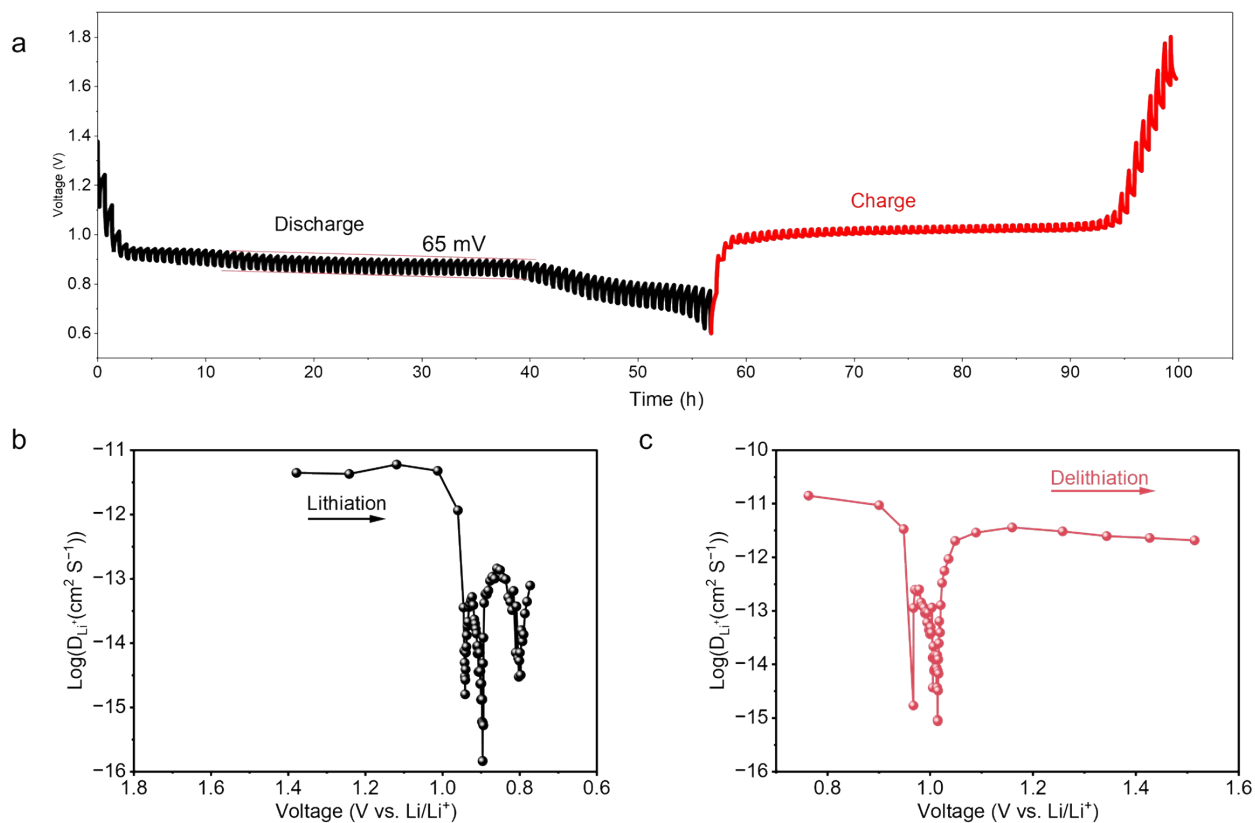 a
1.8
1.6
1.4
1.2
1.0
0.8
0.6
Voltage (V)
Discharge
65 mV
Charge
0 10 20 30 40 50 60 70 80 90 100
Time (h)
b
−11
−12
−13
−14
−15
−16
Log(D_Li⁺(cm² S⁻¹))
Lithiation
1.8 1.6 1.2 1.0 0.8 0.6
Voltage (V vs. Li/Li⁺)
c
−10
−11
−12
−13
−14
−15
−16
Log(D_Li⁺(cm² S⁻¹))
Delithiation
0.8 1.0 1.2 1.4 1.6
Voltage (V vs. Li/Li⁺)